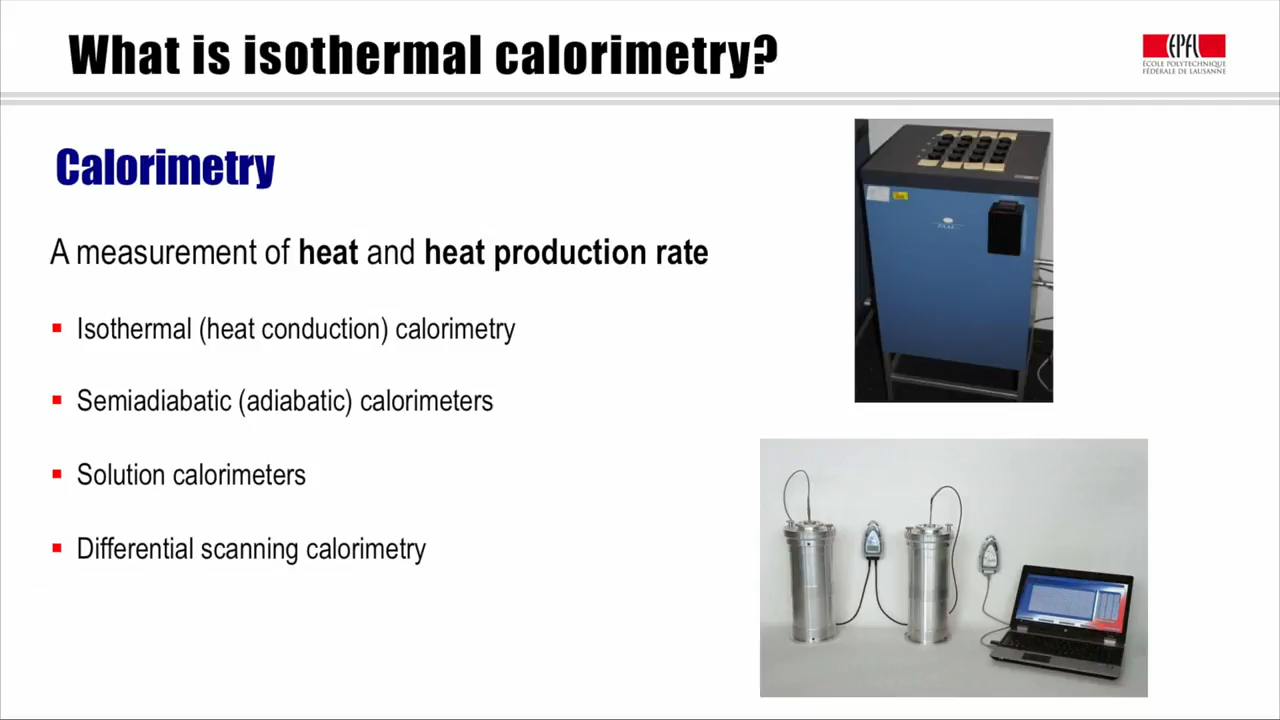 What is isothermal calorimetry?
EPFL
ÉCOLE POLYTECHNIQUE
FÉDÉRALE DE LAUSANNE
Calorimetry
A measurement of heat and heat production rate
Isothermal (heat conduction) calorimetry
Semiadiabatic (adiabatic) calorimeters
Solution calorimeters
Differential scanning calorimetry